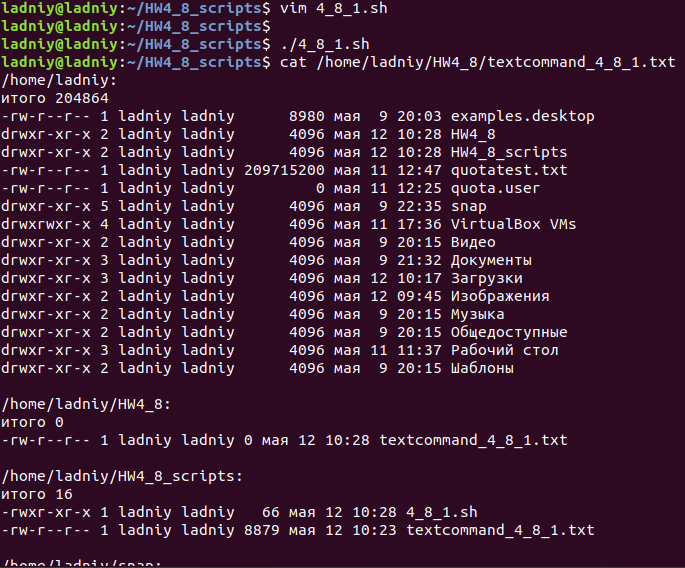 ladniy@ladniy:~/HW4_8_scripts$ vim 4_8_1.sh
ladniy@ladniy:~/HW4_8_scripts$
ladniy@ladniy:~/HW4_8_scripts$ ./4_8_1.sh
ladniy@ladniy:~/HW4_8_scripts$ cat /home/ladniy/HW4_8/textcommand_4_8_1.txt
/home/ladniy:
итого 204864
-rw-r--r-- 1 ladniy ladniy      8980 мая  9 20:03 examples.desktop
drwxr-xr-x 2 ladniy ladniy      4096 мая 12 10:28 HW4_8
drwxr-xr-x 2 ladniy ladniy      4096 мая 12 10:28 HW4_8_scripts
-rw-r--r-- 1 ladniy ladniy 209715200 мая 11 12:47 quotatest.txt
-rw-r--r-- 1 ladniy ladniy         0 мая 11 12:25 quota.user
drwxr-xr-x 5 ladniy ladniy      4096 мая  9 22:35 snap
drwxrwxr-x 4 ladniy ladniy      4096 мая 11 17:36 VirtualBox VMs
drwxr-xr-x 2 ladniy ladniy      4096 мая  9 20:15 Видео
drwxr-xr-x 3 ladniy ladniy      4096 мая  9 21:32 Документы
drwxr-xr-x 3 ladniy ladniy      4096 мая 12 10:17 Загрузки
drwxr-xr-x 2 ladniy ladniy      4096 мая 12 09:45 Изображения
drwxr-xr-x 2 ladniy ladniy      4096 мая  9 20:15 Музыка
drwxr-xr-x 2 ladniy ladniy      4096 мая  9 20:15 Общедоступные
drwxr-xr-x 3 ladniy ladniy      4096 мая 11 11:37 Рабочий стол
drwxr-xr-x 2 ladniy ladniy      4096 мая  9 20:15 Шаблоны
/home/ladniy/HW4_8:
итого 0
-rw-r--r-- 1 ladniy ladniy 0 мая 12 10:28 textcommand_4_8_1.txt
/home/ladniy/HW4_8_scripts:
итого 16
-rwxr-xr-x 1 ladniy ladniy   66 мая 12 10:28 4_8_1.sh
-rw-r--r-- 1 ladniy ladniy 8879 мая 12 10:23 textcommand_4_8_1.txt
/home/ladniy/snap: